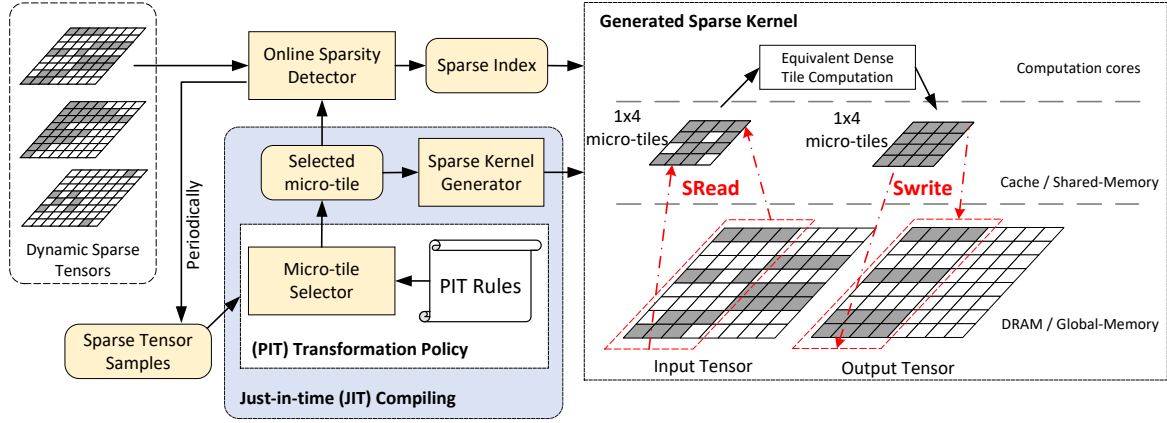 Dynamic Sparse
Tensors
Online Sparsity
Detector
Sparse Index
Periodically
Selected
micro-tile
Sparse Kernel
Generator
Micro-tile
Selector
PIT Rules
(PIT) Transformation Policy
Just-in-time (JIT) Compiling
Sparse Tensor
Samples
Generated Sparse Kernel
Equivalent Dense
Tile Computation
Computation cores
1x4
micro-tiles
1x4
micro-tiles
SRead
Swrite
Cache / Shared-Memory
DRAM / Global-Memory
Input Tensor
Output Tensor